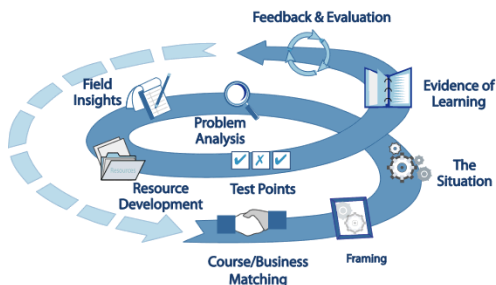 Feedback & Evaluation
Field
Insights
Evidence of
Learning
Problem
Analysis
The
Situation
Resources
Resource
Development
Test Points
Course/Business
Matching
Framing